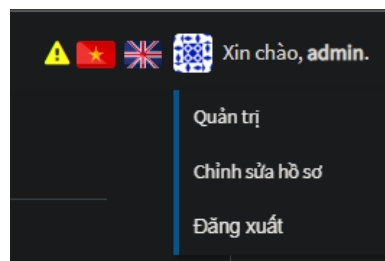 Xin chào, admin.
Quản trị
Chỉnh sửa hồ sơ
Đăng xuất